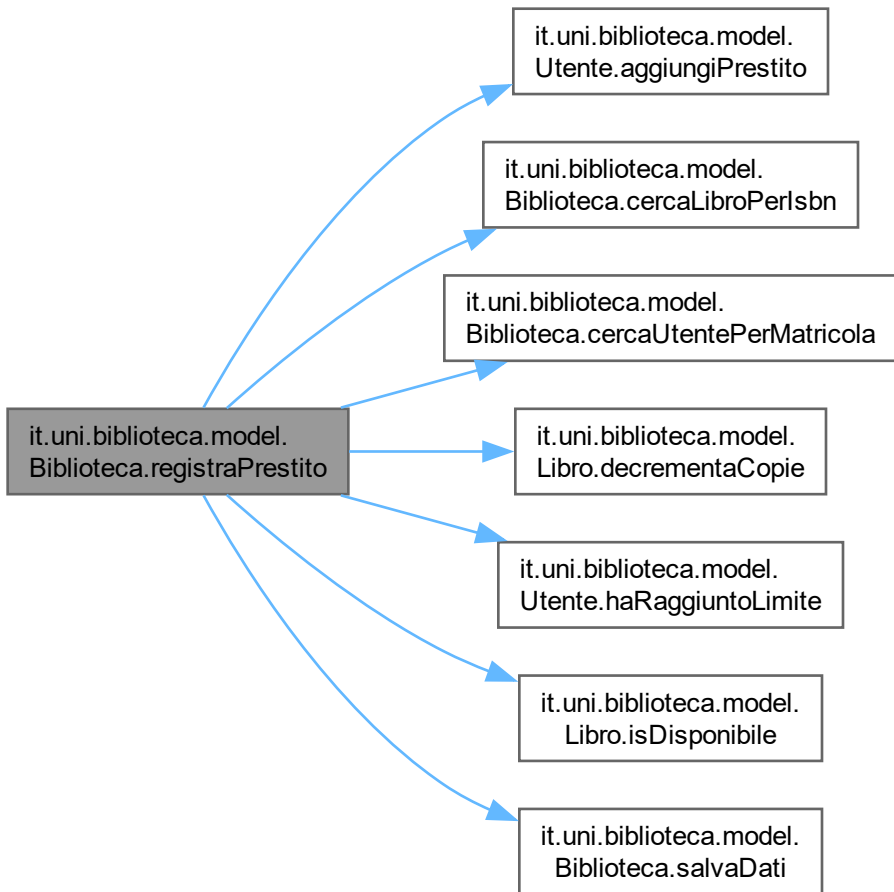 it.uni.biblioteca.model.
Utente.aggiungiPrestito
it.uni.biblioteca.model.
Biblioteca.cercaLibroPerIsbn
it.uni.biblioteca.model.
Biblioteca.cercaUtentePerMatricola
it.uni.biblioteca.model.
Biblioteca.registraPrestito
it.uni.biblioteca.model.
Libro.decrementaCopie
it.uni.biblioteca.model.
Utente.haRaggiuntoLimite
it.uni.biblioteca.model.
Libro.isDisponibile
it.uni.biblioteca.model.
Biblioteca.salvaDati